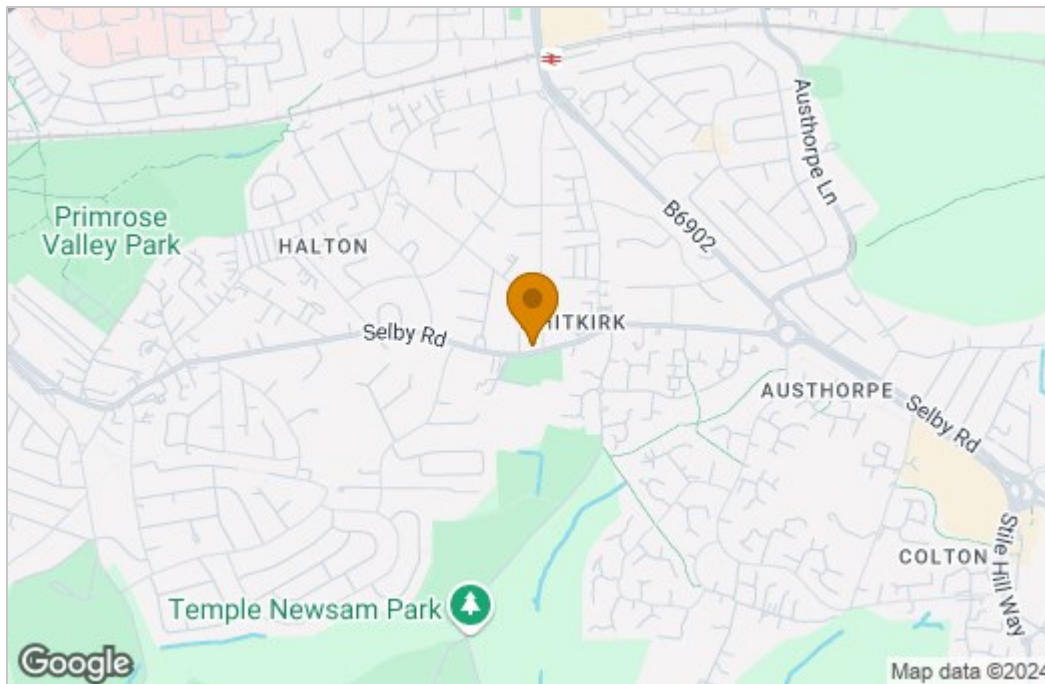 Austhorpe Ln
B6902
Primrose
Valley Park
HALTON
Selby Rd
HITKIRK
AUSTHORPE
Selby Rd
COLTON
Stile Hill Way
Temple Newsam Park
Google
Map data ©2024